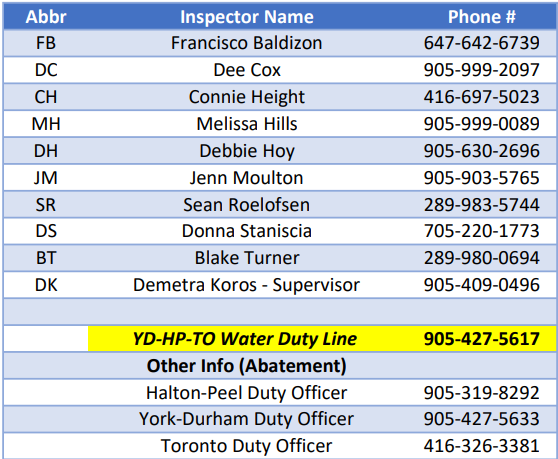 Abbr Inspector Name Phone #
FB Francisco Baldizon 647-642-6739
DC Dee Cox 905-999-2097
CH Connie Height 416-697-5023
MH Melissa Hills 905-999-0089
DH Debbie Hoy 905-630-2696
JM Jenn Moulton 905-903-5765
SR Sean Roelofsen 289-983-5744
DS Donna Staniscia 705-220-1773
BT Blake Turner 289-980-0694
DK Demetra Koros - Supervisor 905-409-0496
YD-HP-TO Water Duty Line 905-427-5617
Other Info (Abatement)
Halton-Peel Duty Officer 905-319-8292
York-Durham Duty Officer 905-427-5633
Toronto Duty Officer 416-326-3381